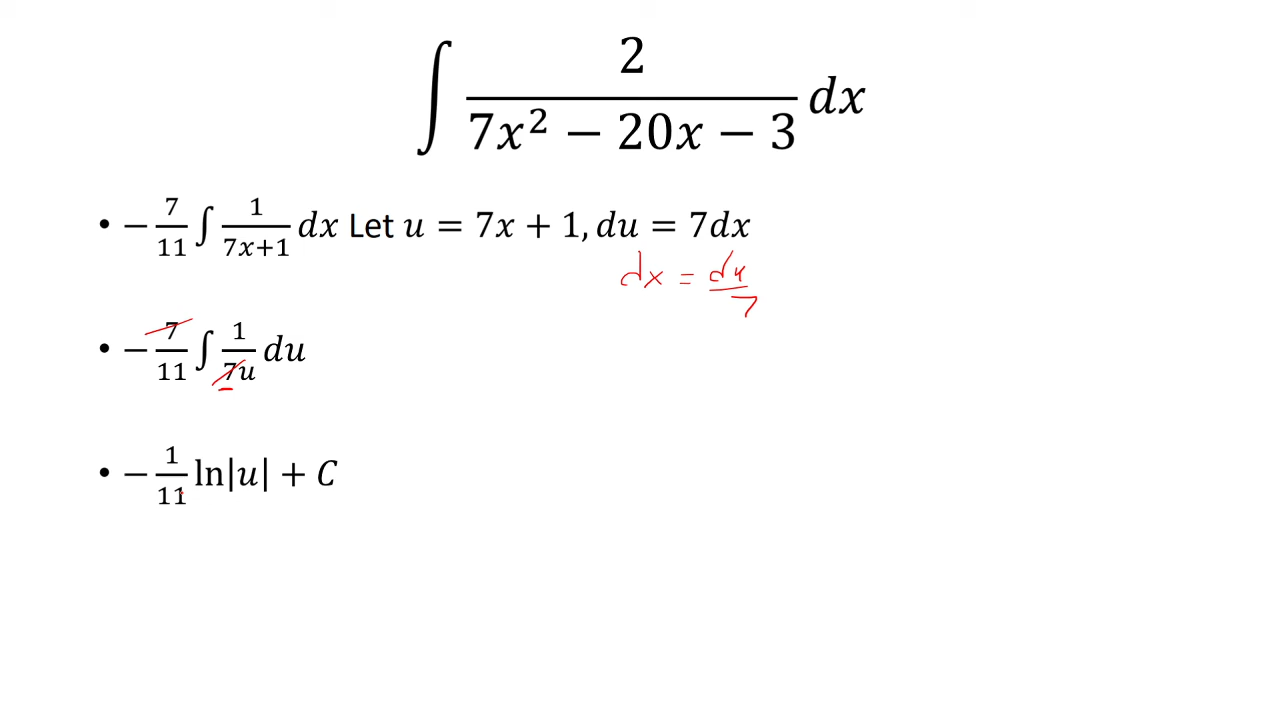 ∫ 2/(7x² − 20x − 3) dx
• −7/11 ∫ 1/(7x+1) dx Let u = 7x + 1, du = 7dx
dx = du/7
• −7/11 ∫ 1/(7u) du
• −1/11 ln|u| + C